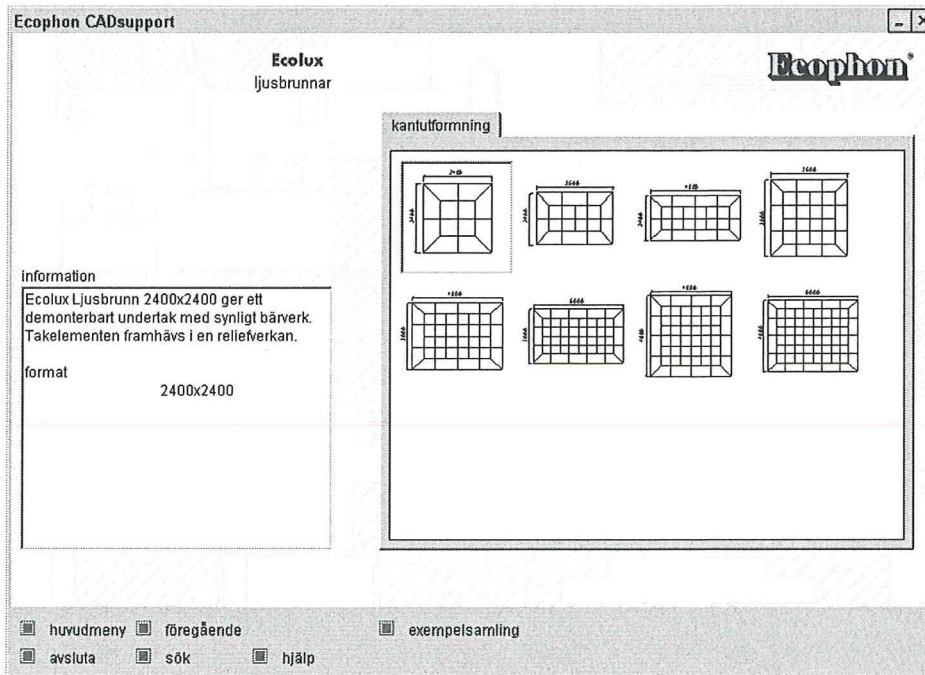 Ecophon CADsupport
Ecolux
ljusbrunnar
Ecophon®
kantutformning
information
Ecolux Ljusbrunn 2400x2400 ger ett
demonterbart undertak med synligt bärverk.
Takelementen framhävs i en reliefverkan.
format
2400x2400
huvudmeny föregående exempelsamling
avsluta sök hjälp